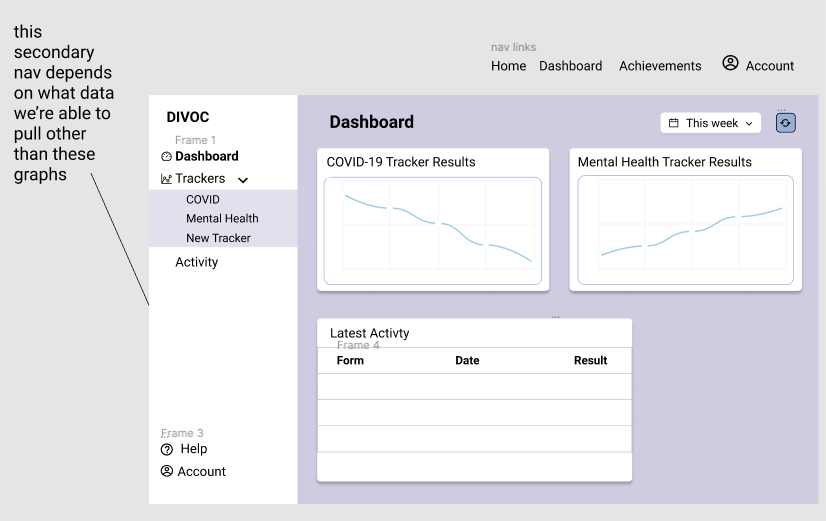 this
secondary
nav depends
on what data
we're able to
pull other
than these
graphs
nav links
Home Dashboard Achievements Account
DIVOC
Frame 1
Dashboard
Trackers
COVID
Mental Health
New Tracker
Activity
Frame 3
Help
Account
Dashboard
This week
...
COVID-19 Tracker Results
Mental Health Tracker Results
...
Latest Activty
Frame 4
Form Date Result